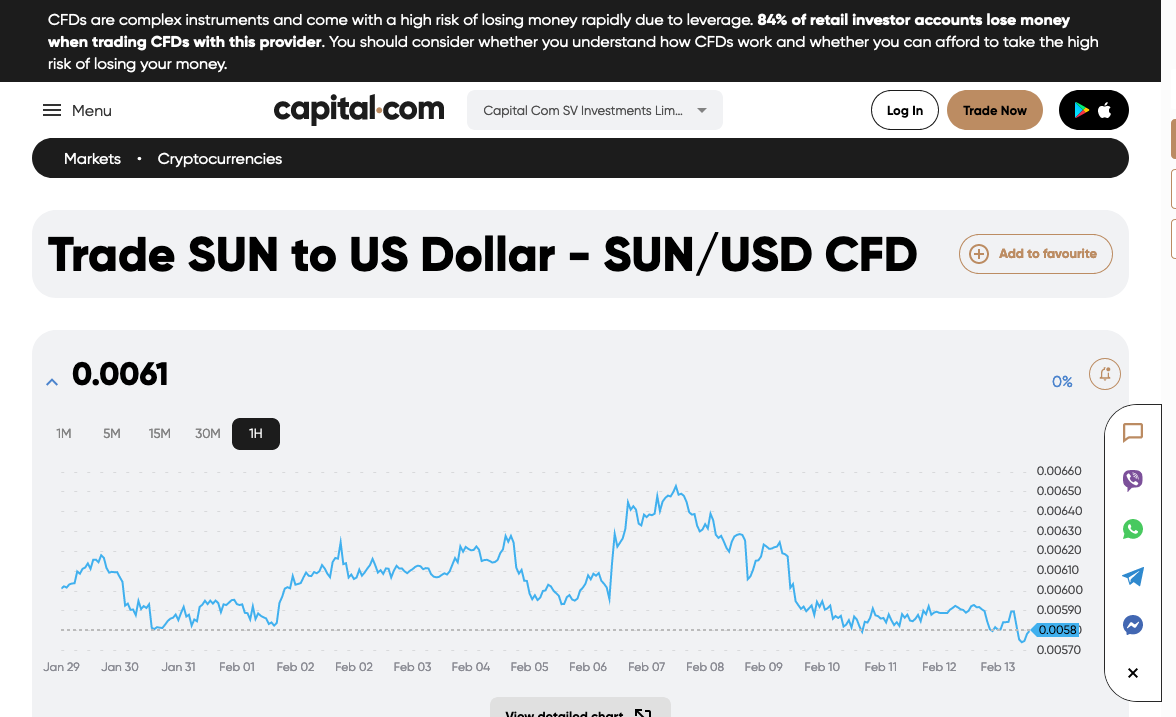 CFDs are complex instruments and come with a high risk of losing money rapidly due to leverage. 84% of retail investor accounts lose money
when trading CFDs with this provider. You should consider whether you understand how CFDs work and whether you can afford to take the high
risk of losing your money.
Menu
capital.com
Capital Com SV Investments Lim...
Log In
Trade Now
Markets • Cryptocurrencies
Trade SUN to US Dollar - SUN/USD CFD
Add to favourite
0.0061
0%
1M 5M 15M 30M 1H
0.00660
0.00650
0.00640
0.00630
0.00620
0.00610
0.00600
0.00590
0.0058
0.00570
Jan 29 Jan 30 Jan 31 Feb 01 Feb 02 Feb 02 Feb 03 Feb 04 Feb 05 Feb 06 Feb 07 Feb 08 Feb 09 Feb 10 Feb 11 Feb 12 Feb 13
View detailed chart